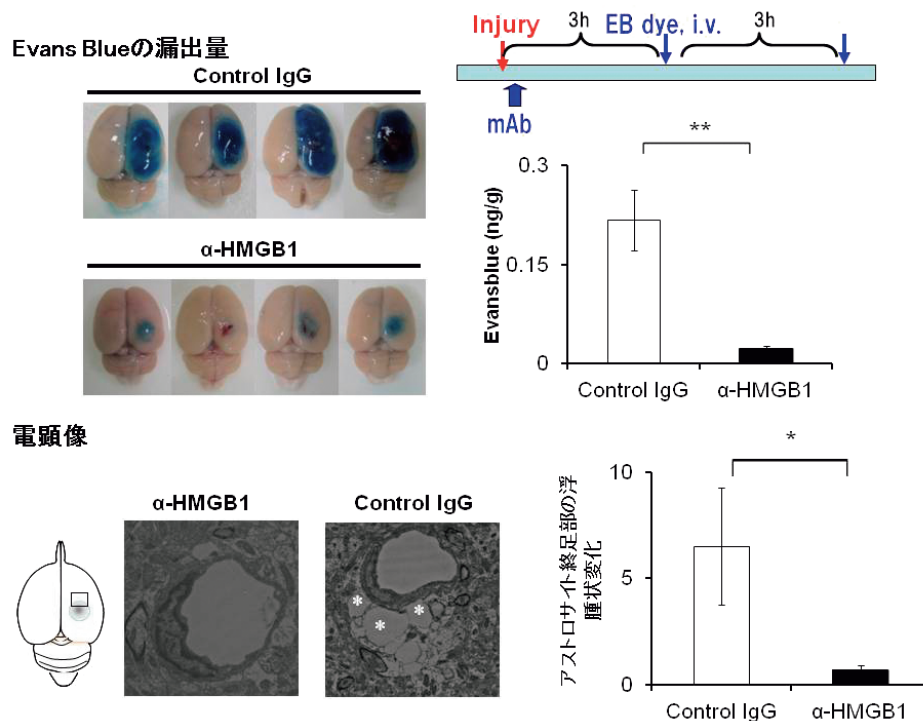 Evans Blueの漏出量
Control IgG
α-HMGB1
Injury
3h
EB dye, i.v.
3h
mAb
**
Evansblue (ng/g)
0.3
0.15
0
Control IgG
α-HMGB1
電顕像
α-HMGB1
Control IgG
*
*
*
*
アストロサイト終足部の浮
腫状変化
10
5
0
Control IgG
α-HMGB1